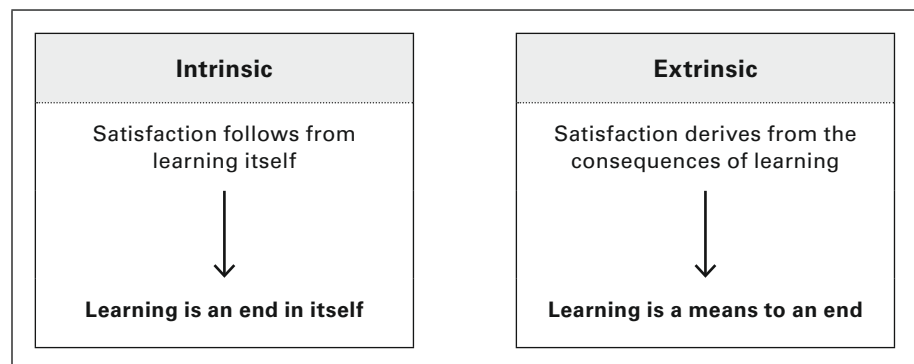 Intrinsic
Satisfaction follows from
learning itself
Learning is an end in itself
Extrinsic
Satisfaction derives from the
consequences of learning
Learning is a means to an end